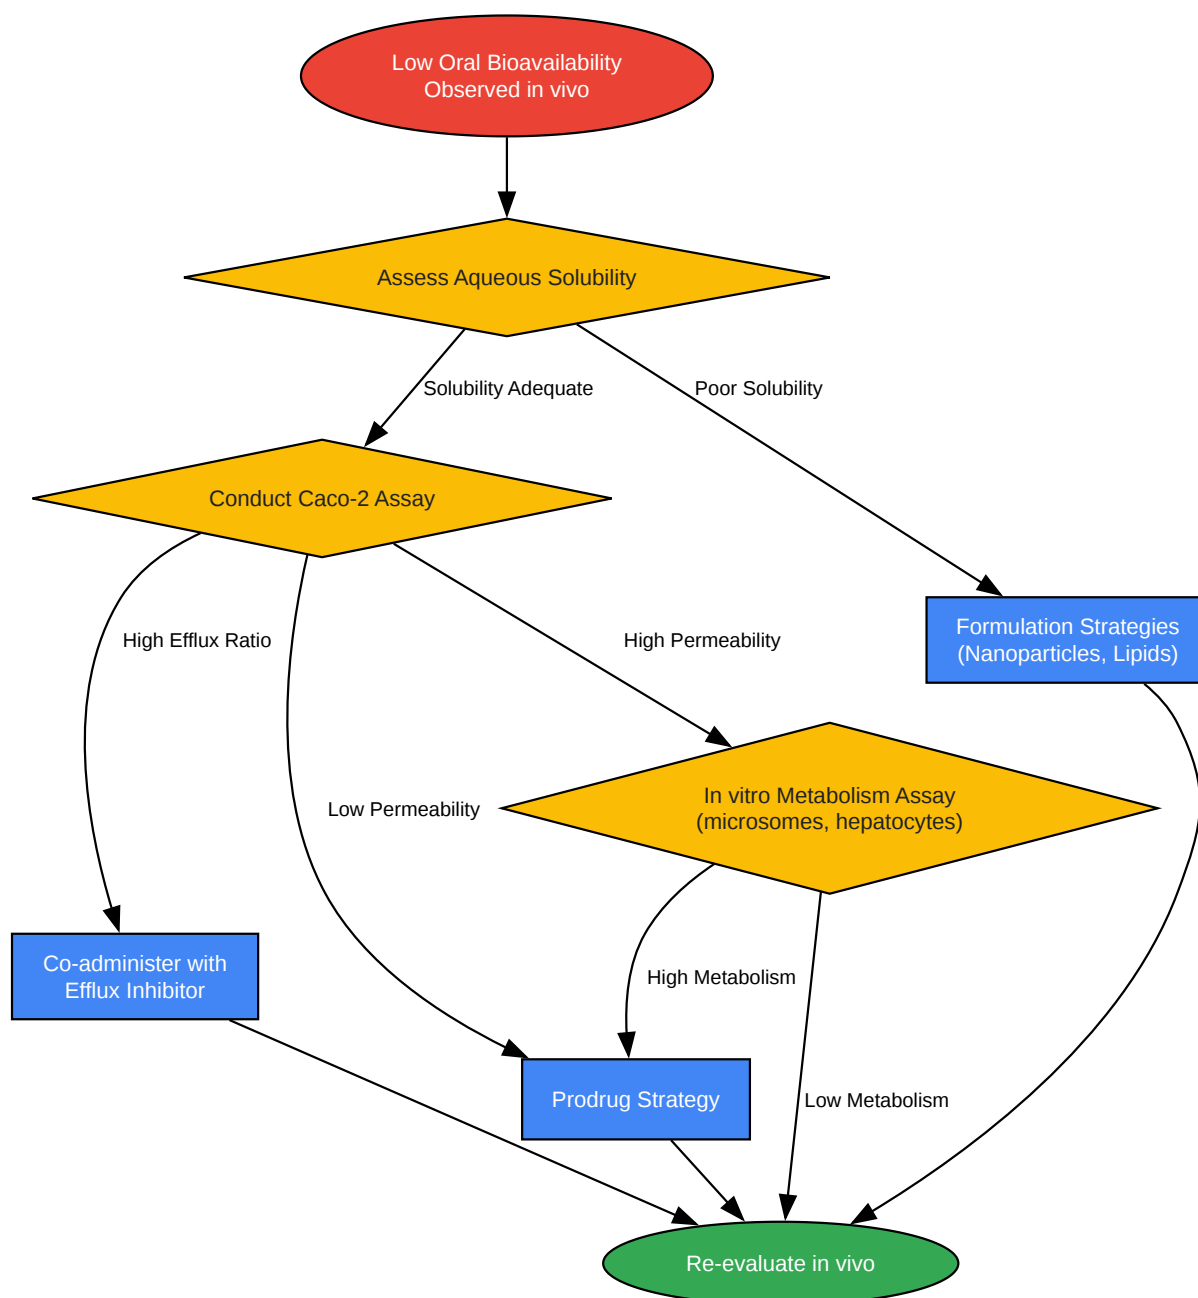 Low Oral Bioavailability
Observed in vivo
Assess Aqueous Solubility
Solubility Adequate
Poor Solubility
Conduct Caco-2 Assay
High Efflux Ratio
High Permeability
Formulation Strategies
(Nanoparticles, Lipids)
Low Permeability
In vitro Metabolism Assay
(microsomes, hepatocytes)
Co-administer with
Efflux Inhibitor
High Metabolism
Prodrug Strategy
Low Metabolism
Re-evaluate in vivo